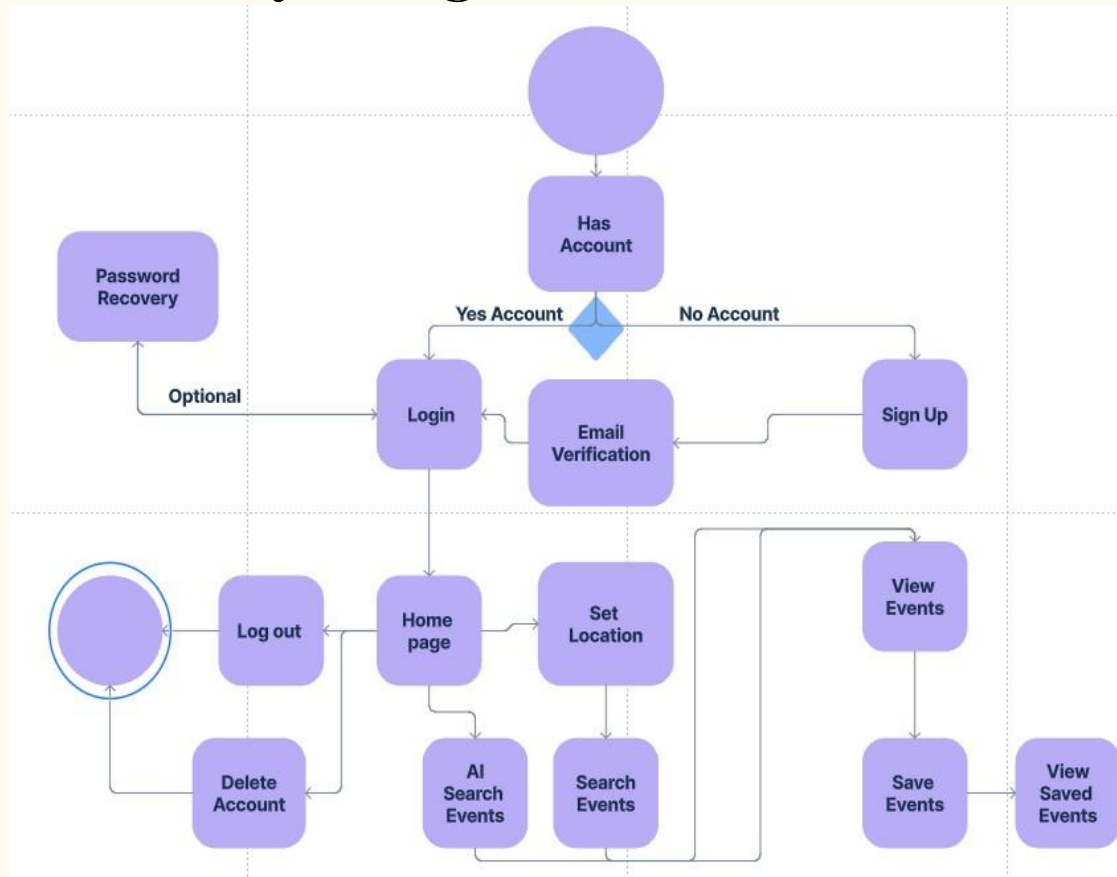 Has
Account
Yes Account
No Account
Password
Recovery
Optional
Login
Email
Verification
Sign Up
View
Events
Log out
Home
page
Set
Location
Delete
Account
AI
Search
Events
Search
Events
Save
Events
View
Saved
Events